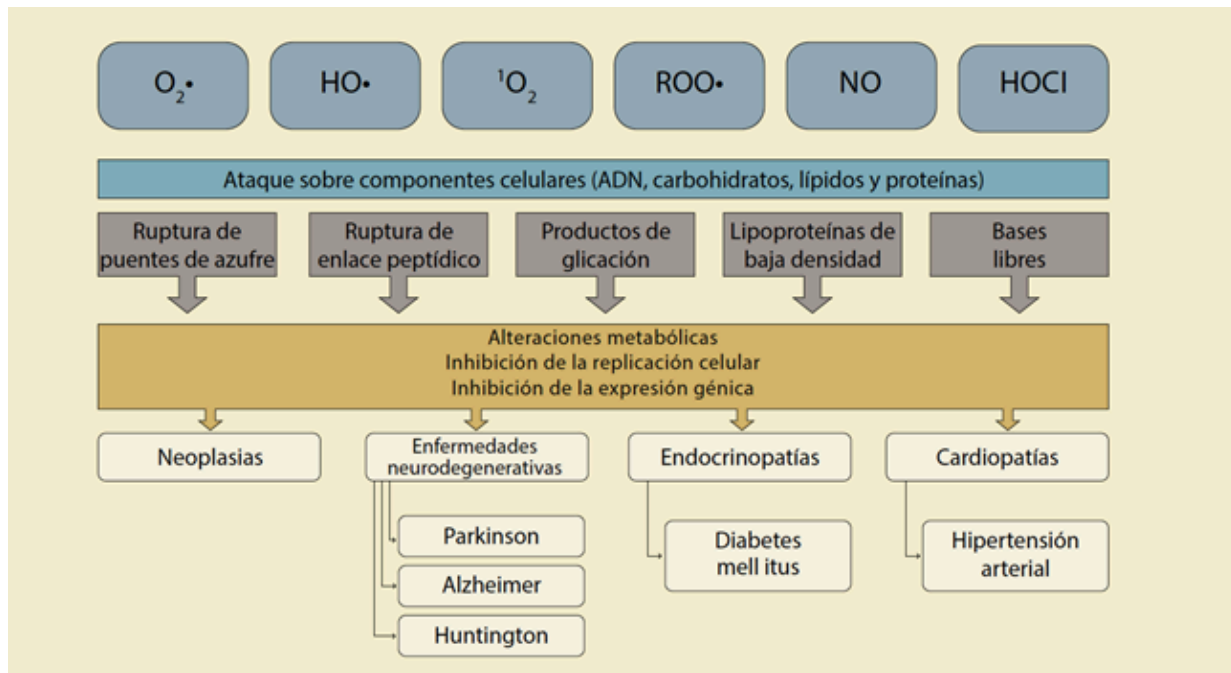 O₂•
HO•
¹O₂
ROO•
NO
HOCl
Ataque sobre componentes celulares (ADN, carbohidratos, lípidos y proteínas)
Ruptura de
puentes de azufre
Ruptura de
enlace peptídico
Productos de
glicación
Lipoproteínas de
baja densidad
Bases
libres
Alteraciones metabólicas
Inhibición de la replicación celular
Inhibición de la expresión génica
Neoplasias
Enfermedades
neurodegenerativas
Parkinson
Alzheimer
Huntington
Endocrinopatías
Diabetes
mell itus
Cardiopatías
Hipertensión
arterial